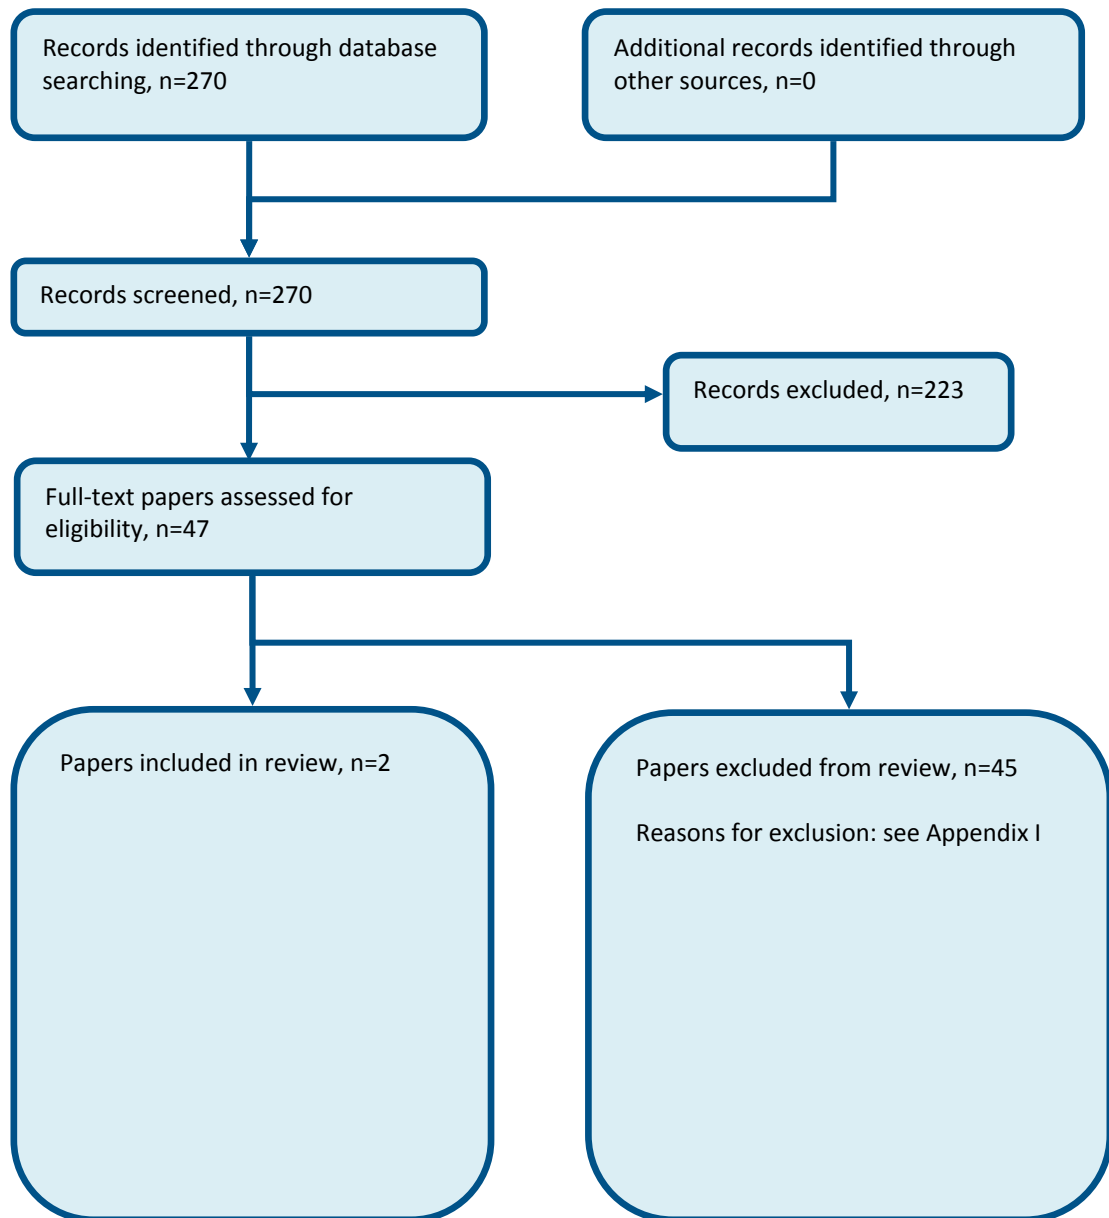 Records identified through database
searching, n=270
Additional records identified through
other sources, n=0
Records screened, n=270
Records excluded, n=223
Full-text papers assessed for
eligibility, n=47
Papers included in review, n=2
Papers excluded from review, n=45
Reasons for exclusion: see Appendix I